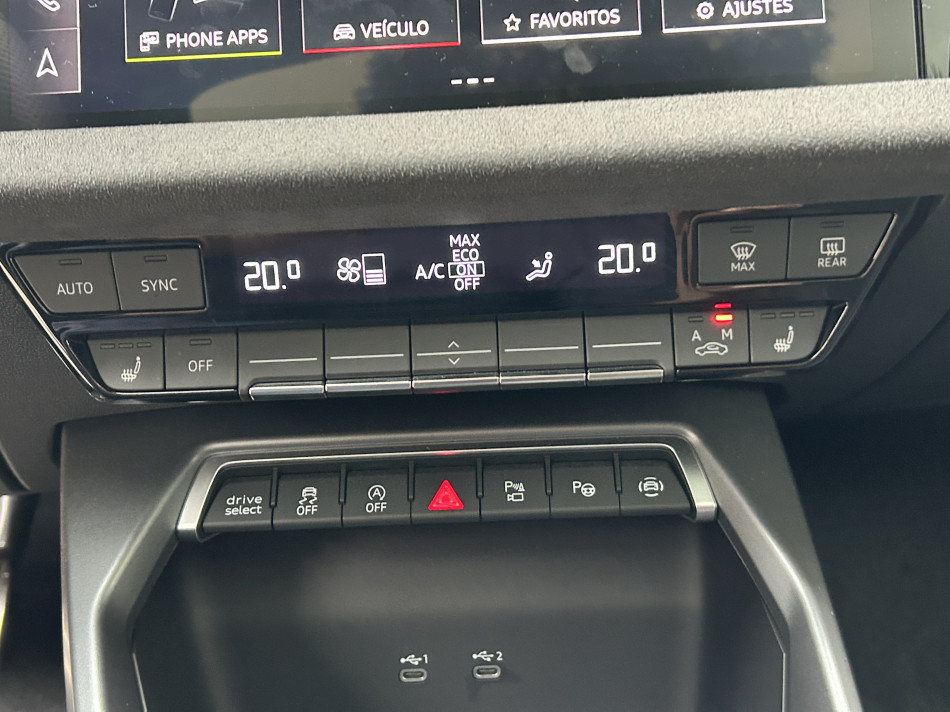 PHONE APPS
VEÍCULO
FAVORITOS
AJUSTES
AUTO
SYNC
20.0
A/C
MAX
ECO
ON
OFF
20.0
MAX
REAR
OFF
A M
drive
select
OFF
A
OFF
P
P
1
2